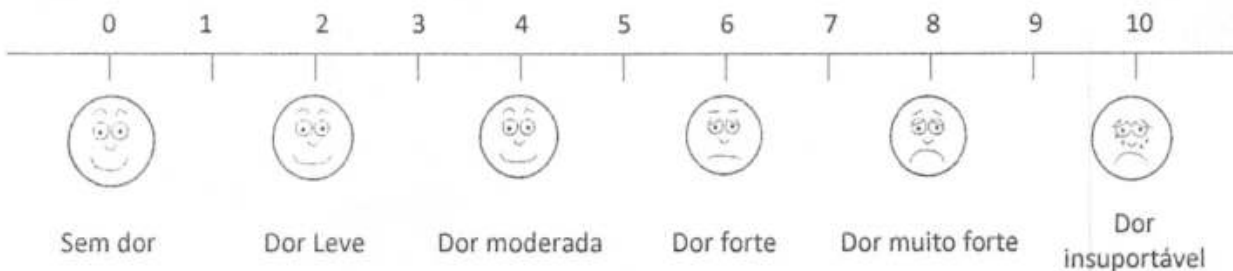 0 1 2 3 4 5 6 7 8 9 10
Sem dor Dor Leve Dor moderada Dor forte Dor muito forte Dor
insuportável